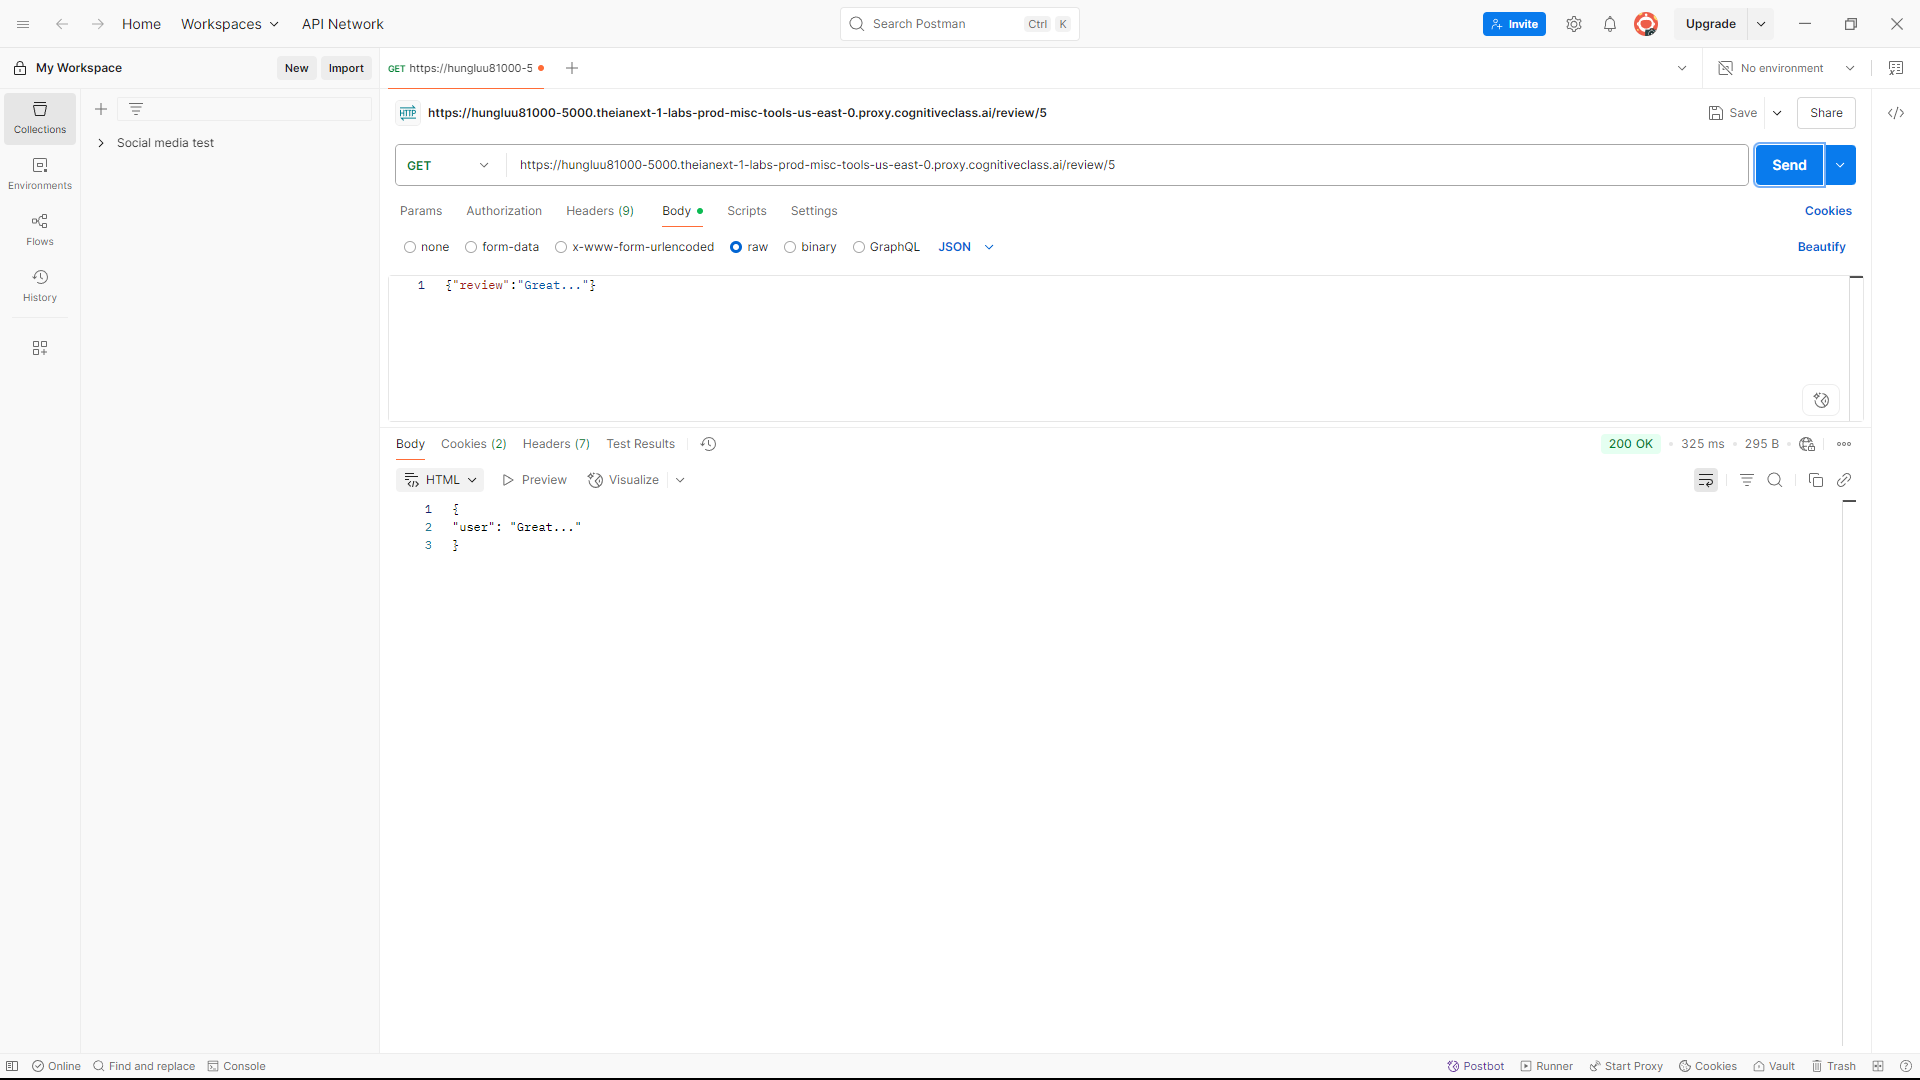 Home Workspaces API Network Search Postman Ctrl K Invite Upgrade
My Workspace New Import GET https://hungluu81000-5 No environment
Collections
Environments
Flows
History
Social media test
HTTP https://hungluu81000-5000.theianext-1-labs-prod-misc-tools-us-east-0.proxy.cognitiveclass.ai/review/5 Save Share
GET https://hungluu81000-5000.theianext-1-labs-prod-misc-tools-us-east-0.proxy.cognitiveclass.ai/review/5 Send
Params Authorization Headers (9) Body Scripts Settings Cookies
none form-data x-www-form-urlencoded raw binary GraphQL JSON Beautify
1 {"review":"Great..."}
Body Cookies (2) Headers (7) Test Results 200 OK 325 ms 295 B
HTML Preview Visualize
1 {
2 "user": "Great..."
3 }
Online Find and replace Console Postbot Runner Start Proxy Cookies Vault Trash